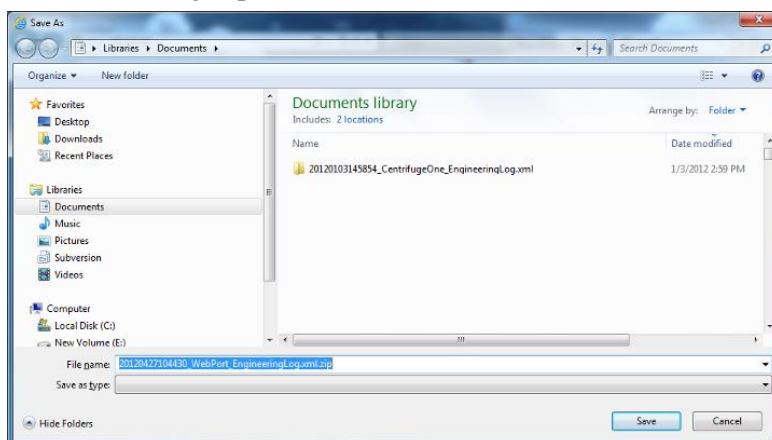 Save As
Libraries ▸ Documents ▸
Search Documents
Organize ▾ New folder
Favorites
Desktop
Downloads
Recent Places
Libraries
Documents
Music
Pictures
Subversion
Videos
Computer
Local Disk (C:)
New Volume (E:)
Documents library
Includes: 2 locations
Arrange by: Folder ▾
Name Date modified
20120103145854_CentrifugeOne_EngineeringLog.xml 1/3/2012 2:59 PM
File name: 20120427104430_WebPort_EngineeringLog.xml.zip
Save as type:
Hide Folders
Save Cancel